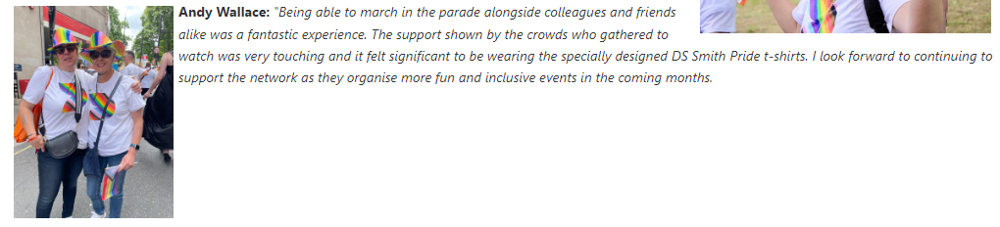 Andy Wallace: "Being able to march in the parade alongside colleagues and friends
alike was a fantastic experience. The support shown by the crowds who gathered to
watch was very touching and it felt significant to be wearing the specially designed DS Smith Pride t-shirts. I look forward to continuing to
support the network as they organise more fun and inclusive events in the coming months.